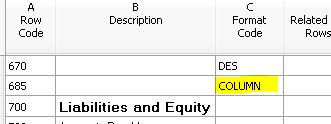 A B C
Row Code Description Format Code Related Rows
670 DES
685 COLUMN
700 Liabilities and Equity